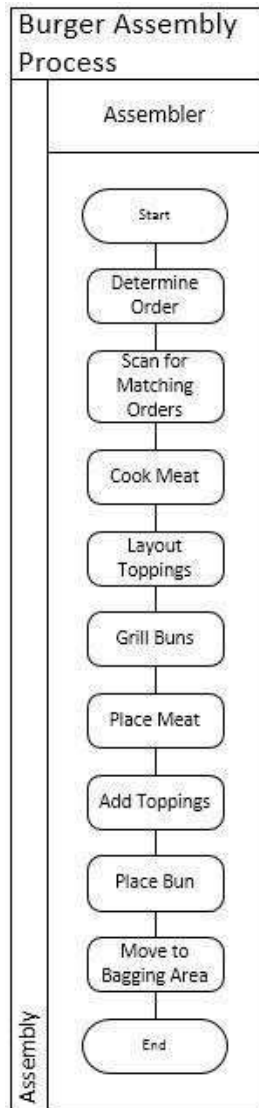 Burger Assembly
Process
Assembler
Start
Determine
Order
Scan for
Matching
Orders
Cook Meat
Layout
Toppings
Grill Buns
Place Meat
Add Toppings
Place Bun
Move to
Bagging Area
End
Assembly